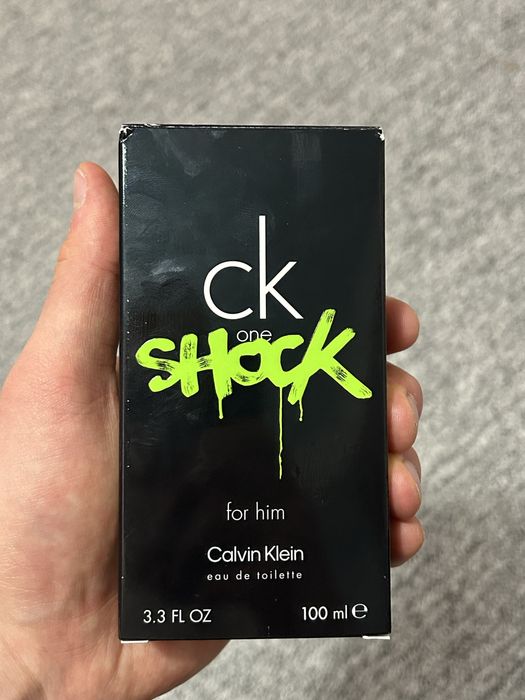 ck
one
SHOCK
for him
Calvin Klein
eau de toilette
3.3 FL OZ 100 ml ℮